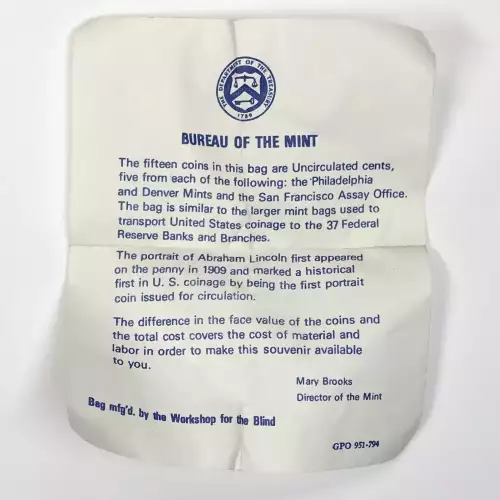 THE DEPARTMENT OF THE TREASURY
1789
BUREAU OF THE MINT
The fifteen coins in this bag are Uncirculated cents,
five from each of the following: the Philadelphia
and Denver Mints and the San Francisco Assay Office.
The bag is similar to the larger mint bags used to
transport United States coinage to the 37 Federal
Reserve Banks and Branches.
The portrait of Abraham Lincoln first appeared
on the penny in 1909 and marked a historical
first in U. S. coinage by being the first portrait
coin issued for circulation.
The difference in the face value of the coins and
the total cost covers the cost of material and
labor in order to make this souvenir available
to you.
Mary Brooks
Director of the Mint
Bag mfg'd. by the Workshop for the Blind
GPO 951-794